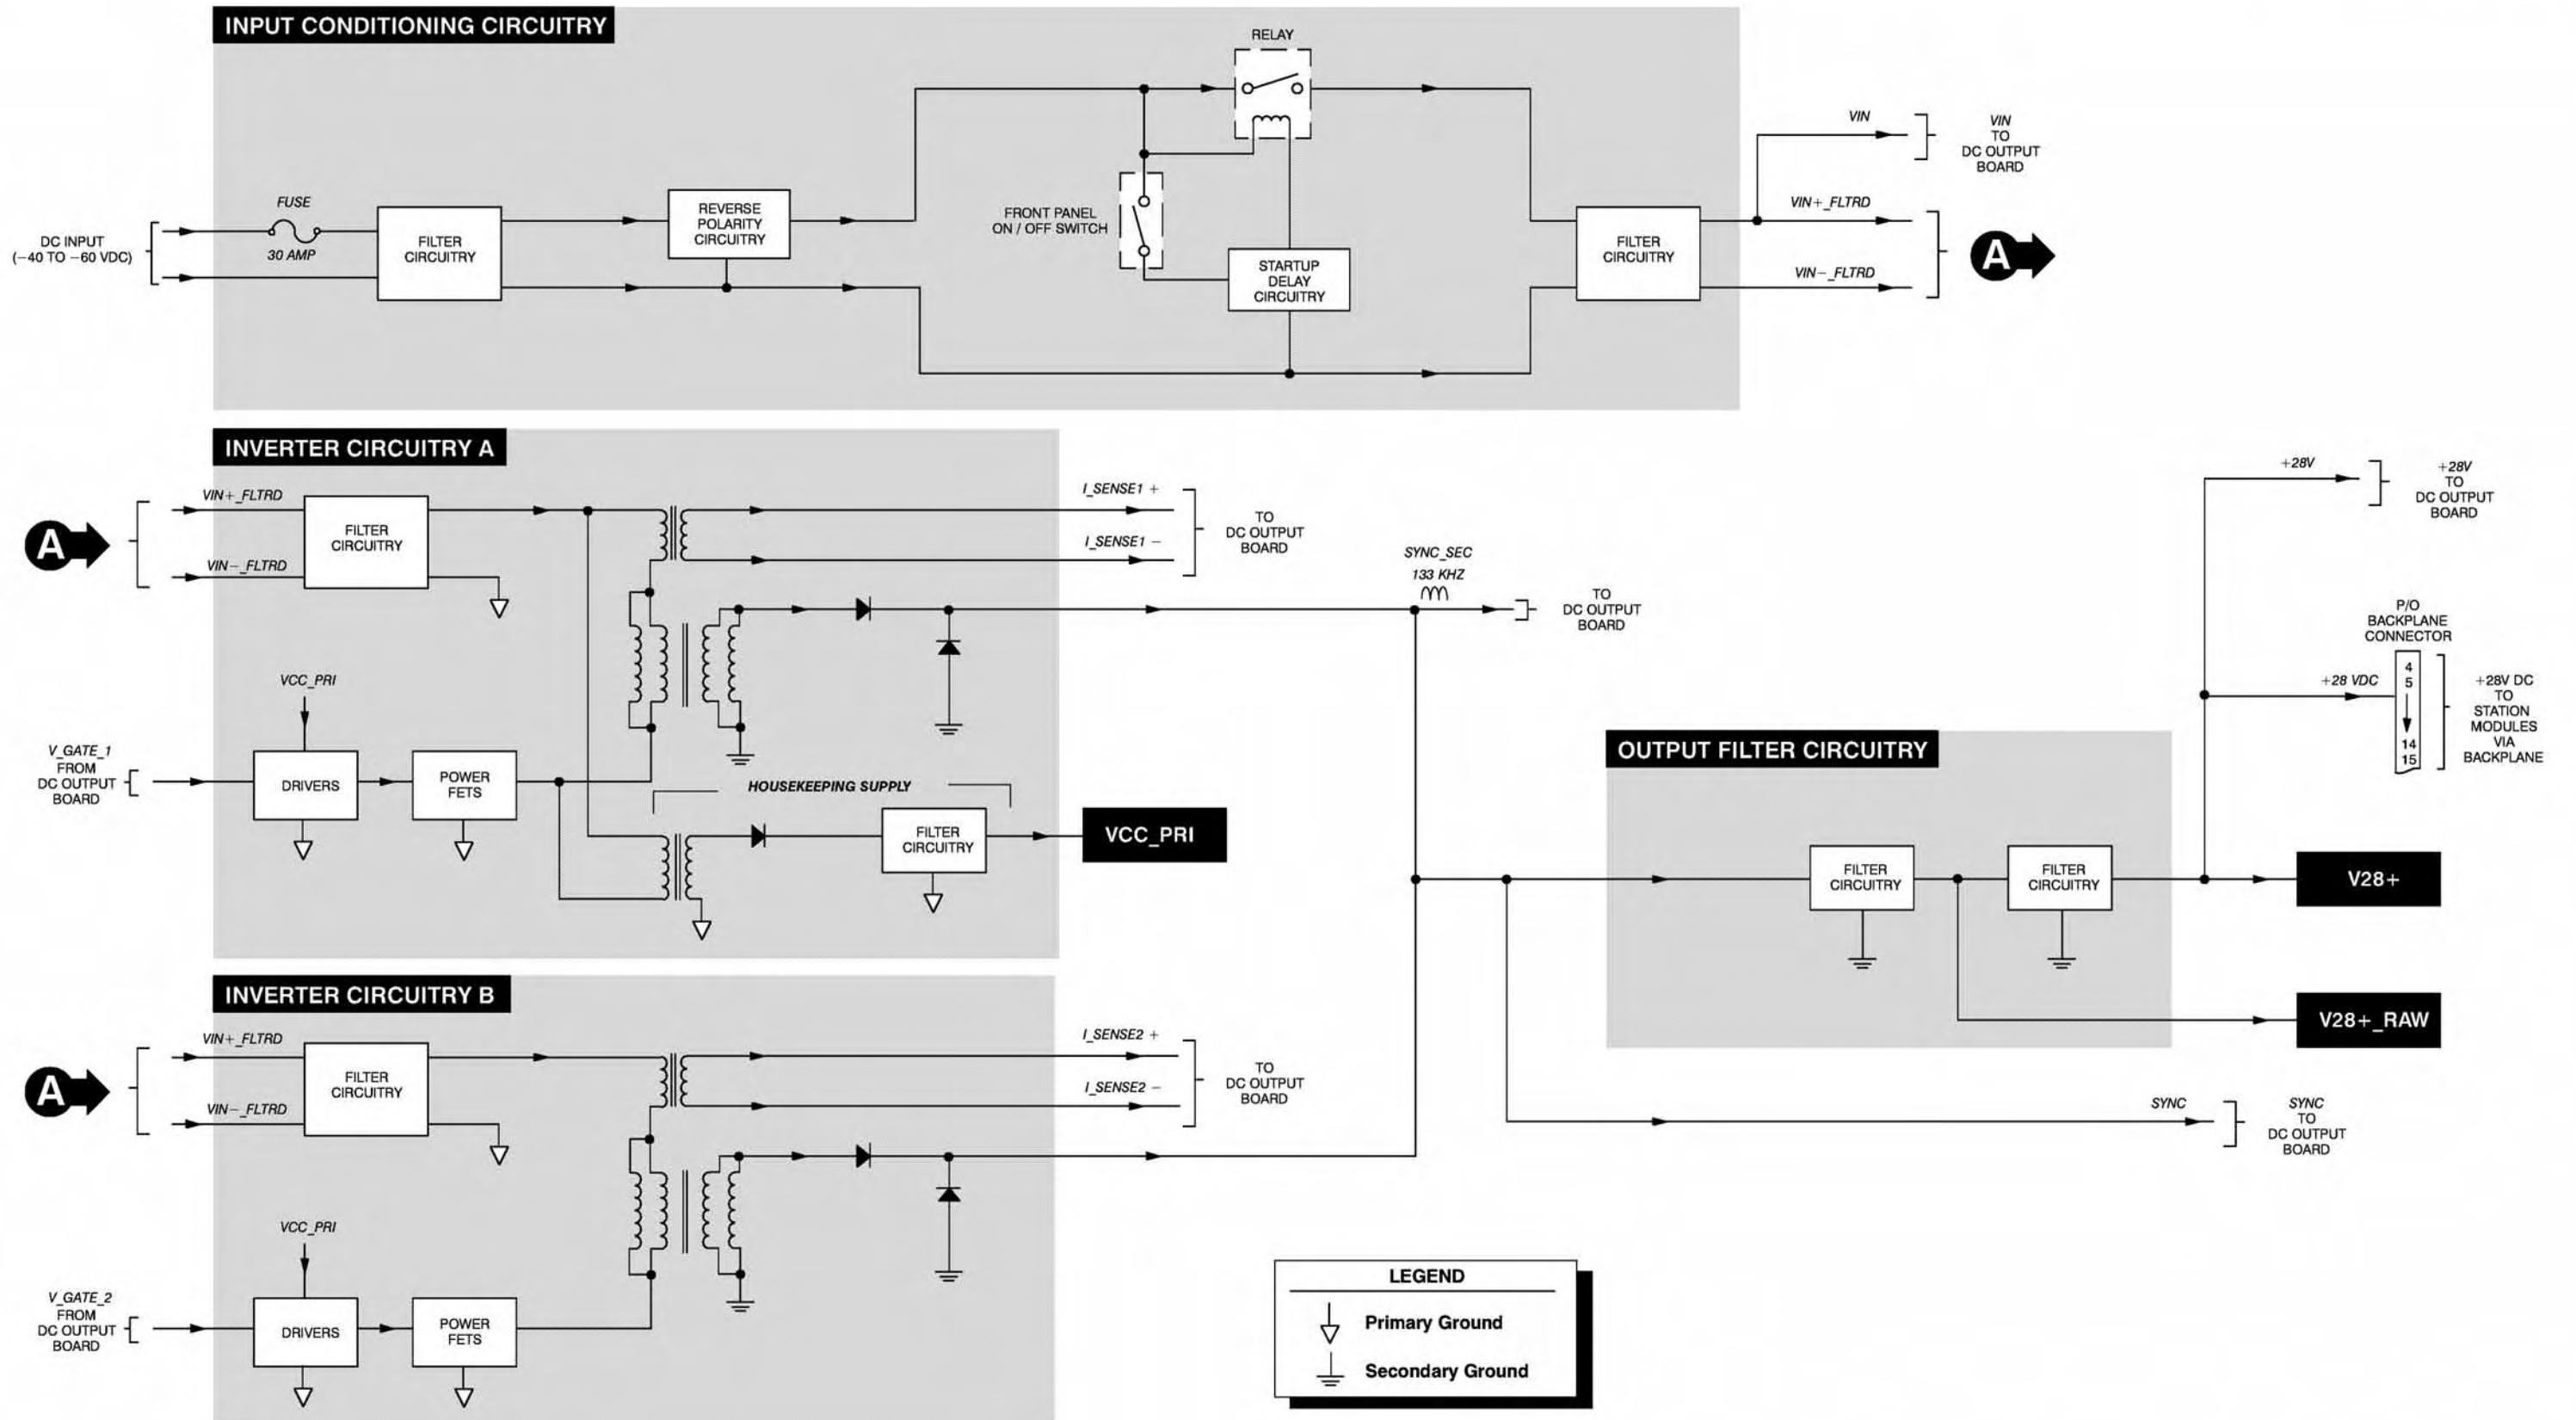 INPUT CONDITIONING CIRCUITRY
RELAY
VIN
VIN
TO
DC OUTPUT
BOARD
FUSE
30 AMP
DC INPUT
(−40 TO −60 VDC)
FILTER
CIRCUITRY
REVERSE
POLARITY
CIRCUITRY
FRONT PANEL
ON / OFF SWITCH
STARTUP
DELAY
CIRCUITRY
FILTER
CIRCUITRY
VIN+_FLTRD
VIN−_FLTRD
A
INVERTER CIRCUITRY A
VIN+_FLTRD
VIN−_FLTRD
A
FILTER
CIRCUITRY
I_SENSE1 +
I_SENSE1 −
TO
DC OUTPUT
BOARD
SYNC_SEC
133 KHZ
TO
DC OUTPUT
BOARD
VCC_PRI
V_GATE_1
FROM
DC OUTPUT
BOARD
DRIVERS
POWER
FETS
HOUSEKEEPING SUPPLY
FILTER
CIRCUITRY
VCC_PRI
+28V
+28V
TO
DC OUTPUT
BOARD
P/O
BACKPLANE
CONNECTOR
+28 VDC
4
5
14
15
+28V DC
TO
STATION
MODULES
VIA
BACKPLANE
OUTPUT FILTER CIRCUITRY
FILTER
CIRCUITRY
FILTER
CIRCUITRY
V28+
V28+_RAW
SYNC
SYNC
TO
DC OUTPUT
BOARD
INVERTER CIRCUITRY B
VIN+_FLTRD
VIN−_FLTRD
A
FILTER
CIRCUITRY
I_SENSE2 +
I_SENSE2 −
TO
DC OUTPUT
BOARD
VCC_PRI
V_GATE_2
FROM
DC OUTPUT
BOARD
DRIVERS
POWER
FETS
LEGEND
Primary Ground
Secondary Ground